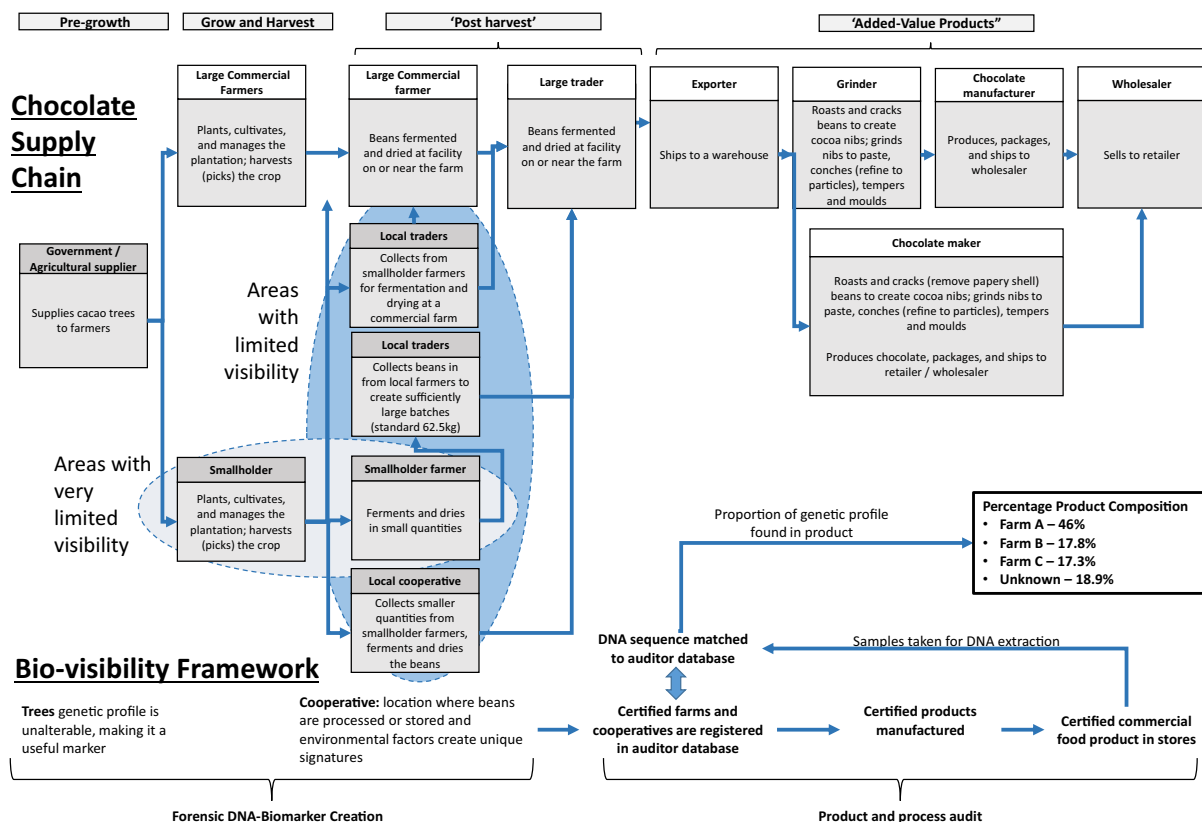 Pre-growth
Grow and Harvest
‘Post harvest’
‘Added-Value Products”
Chocolate
Supply
Chain
Large Commercial
Farmers
Plants, cultivates,
and manages the
plantation; harvests
(picks) the crop
Large Commercial
farmer
Beans fermented
and dried at facility
on or near the farm
Large trader
Beans fermented
and dried at facility
on or near the farm
Exporter
Ships to a warehouse
Grinder
Roasts and cracks
beans to create
cocoa nibs; grinds
nibs to paste,
conches (refine to
particles), tempers
and moulds
Chocolate
manufacturer
Produces, packages,
and ships to
wholesaler
Wholesaler
Sells to retailer
Government /
Agricultural supplier
Supplies cacao trees
to farmers
Areas
with
limited
visibility
Local traders
Collects from
smallholder farmers
for fermentation and
drying at a
commercial farm
Local traders
Collects beans in
from local farmers to
create sufficiently
large batches
(standard 62.5kg)
Chocolate maker
Roasts and cracks (remove papery shell)
beans to create cocoa nibs; grinds nibs to
paste, conches (refine to particles), tempers
and moulds
Produces chocolate, packages, and ships to
retailer / wholesaler
Areas with
very
limited
visibility
Smallholder
Plants, cultivates,
and manages the
plantation; harvests
(picks) the crop
Smallholder farmer
Ferments and dries
in small quantities
Local cooperative
Collects smaller
quantities from
smallholder farmers,
ferments and dries
the beans
Proportion of genetic profile
found in product
Percentage Product Composition
• Farm A – 46%
• Farm B – 17.8%
• Farm C – 17.3%
• Unknown – 18.9%
Bio-visibility Framework
DNA sequence matched
to auditor database
Samples taken for DNA extraction
Trees genetic profile is
unalterable, making it a
useful marker
Cooperative: location where beans
are processed or stored and
environmental factors create unique
signatures
Certified farms and
cooperatives are registered
in auditor database
Certified products
manufactured
Certified commercial
food product in stores
Forensic DNA-Biomarker Creation
Product and process audit